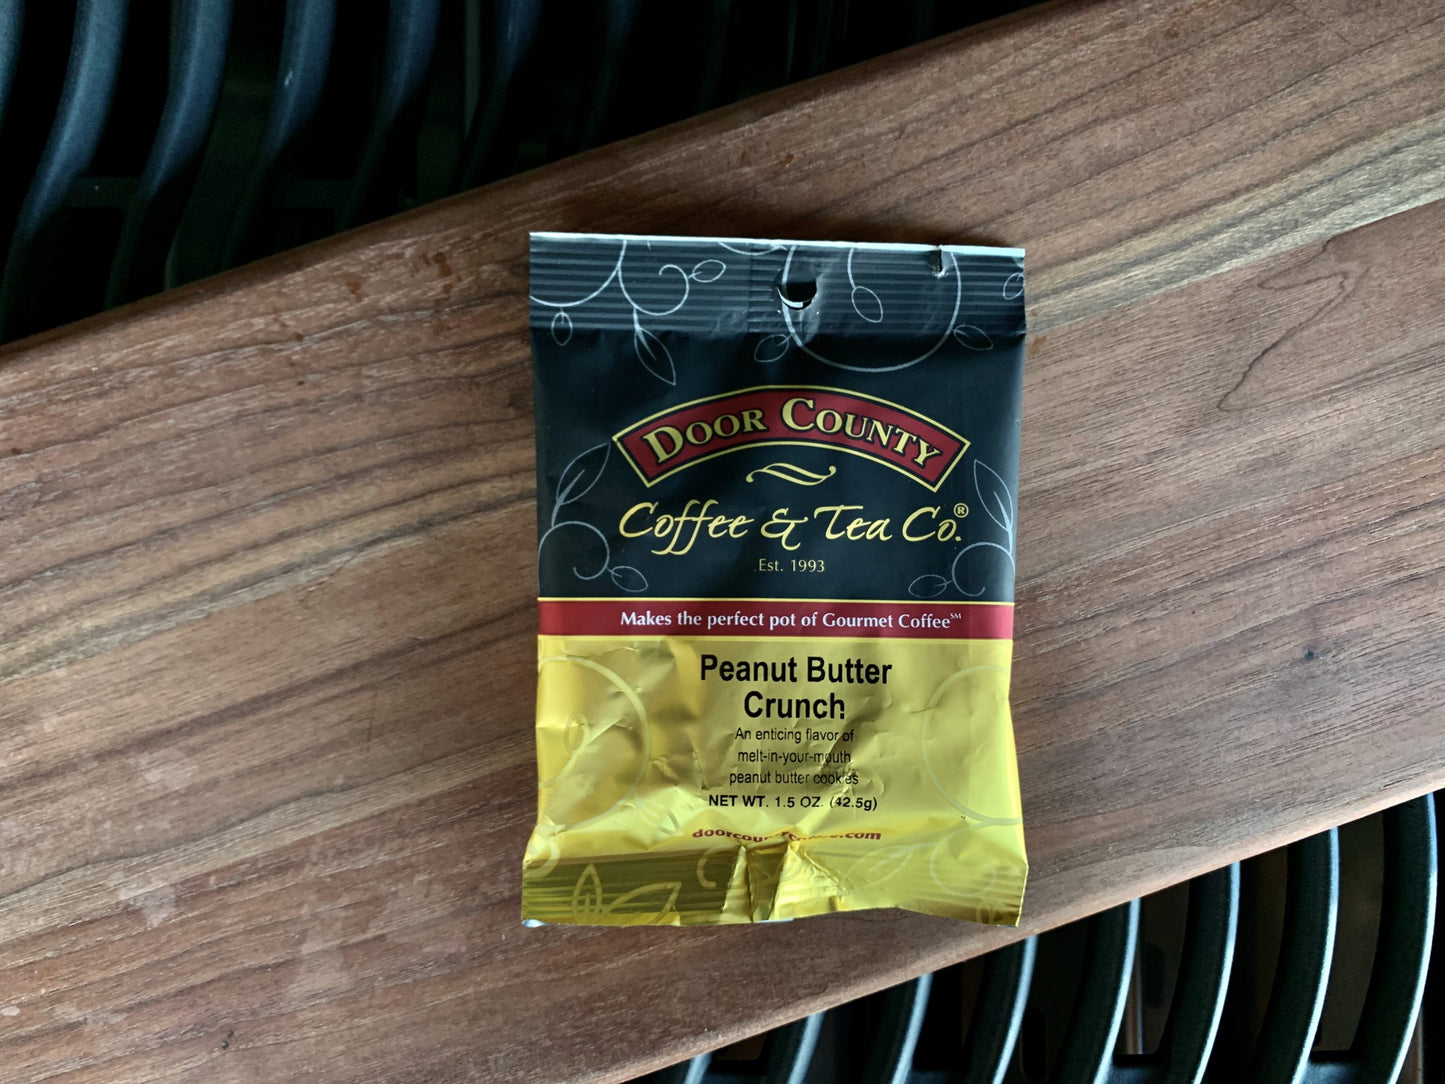 DOOR COUNTY
Coffee & Tea Co.®
Est. 1993
Makes the perfect pot of Gourmet Coffee℠
Peanut Butter
Crunch
An enticing flavor of
melt-in-your-mouth
peanut butter cookies
NET WT. 1.5 OZ. (42.5g)